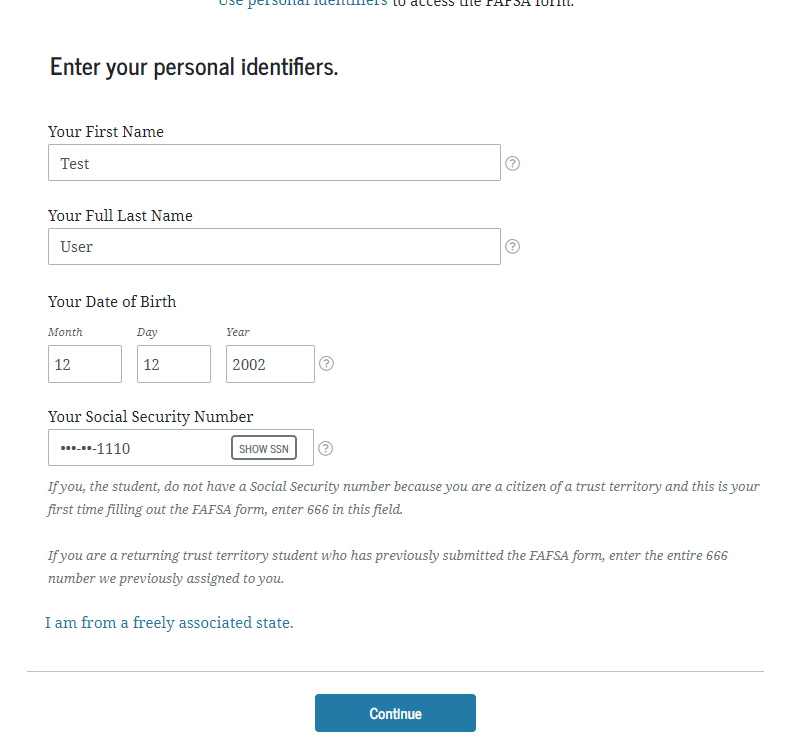 Use personal identifiers to access the FAFSA form.
Enter your personal identifiers.
Your First Name
Test
?
Your Full Last Name
User
?
Your Date of Birth
Month Day Year
12 12 2002 ?
Your Social Security Number
•••-••-1110 SHOW SSN ?
If you, the student, do not have a Social Security number because you are a citizen of a trust territory and this is your
first time filling out the FAFSA form, enter 666 in this field.
If you are a returning trust territory student who has previously submitted the FAFSA form, enter the entire 666
number we previously assigned to you.
I am from a freely associated state.
Continue